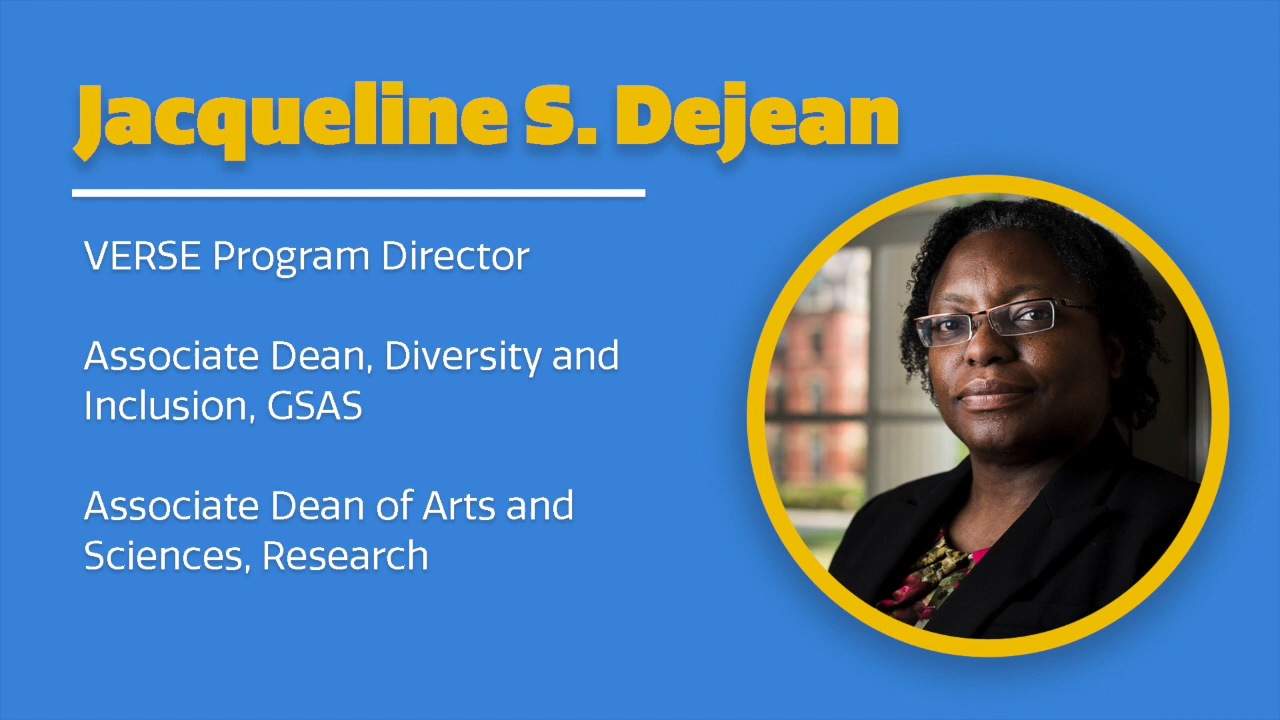 Jacqueline S. Dejean
VERSE Program Director
Associate Dean, Diversity and
Inclusion, GSAS
Associate Dean of Arts and
Sciences, Research